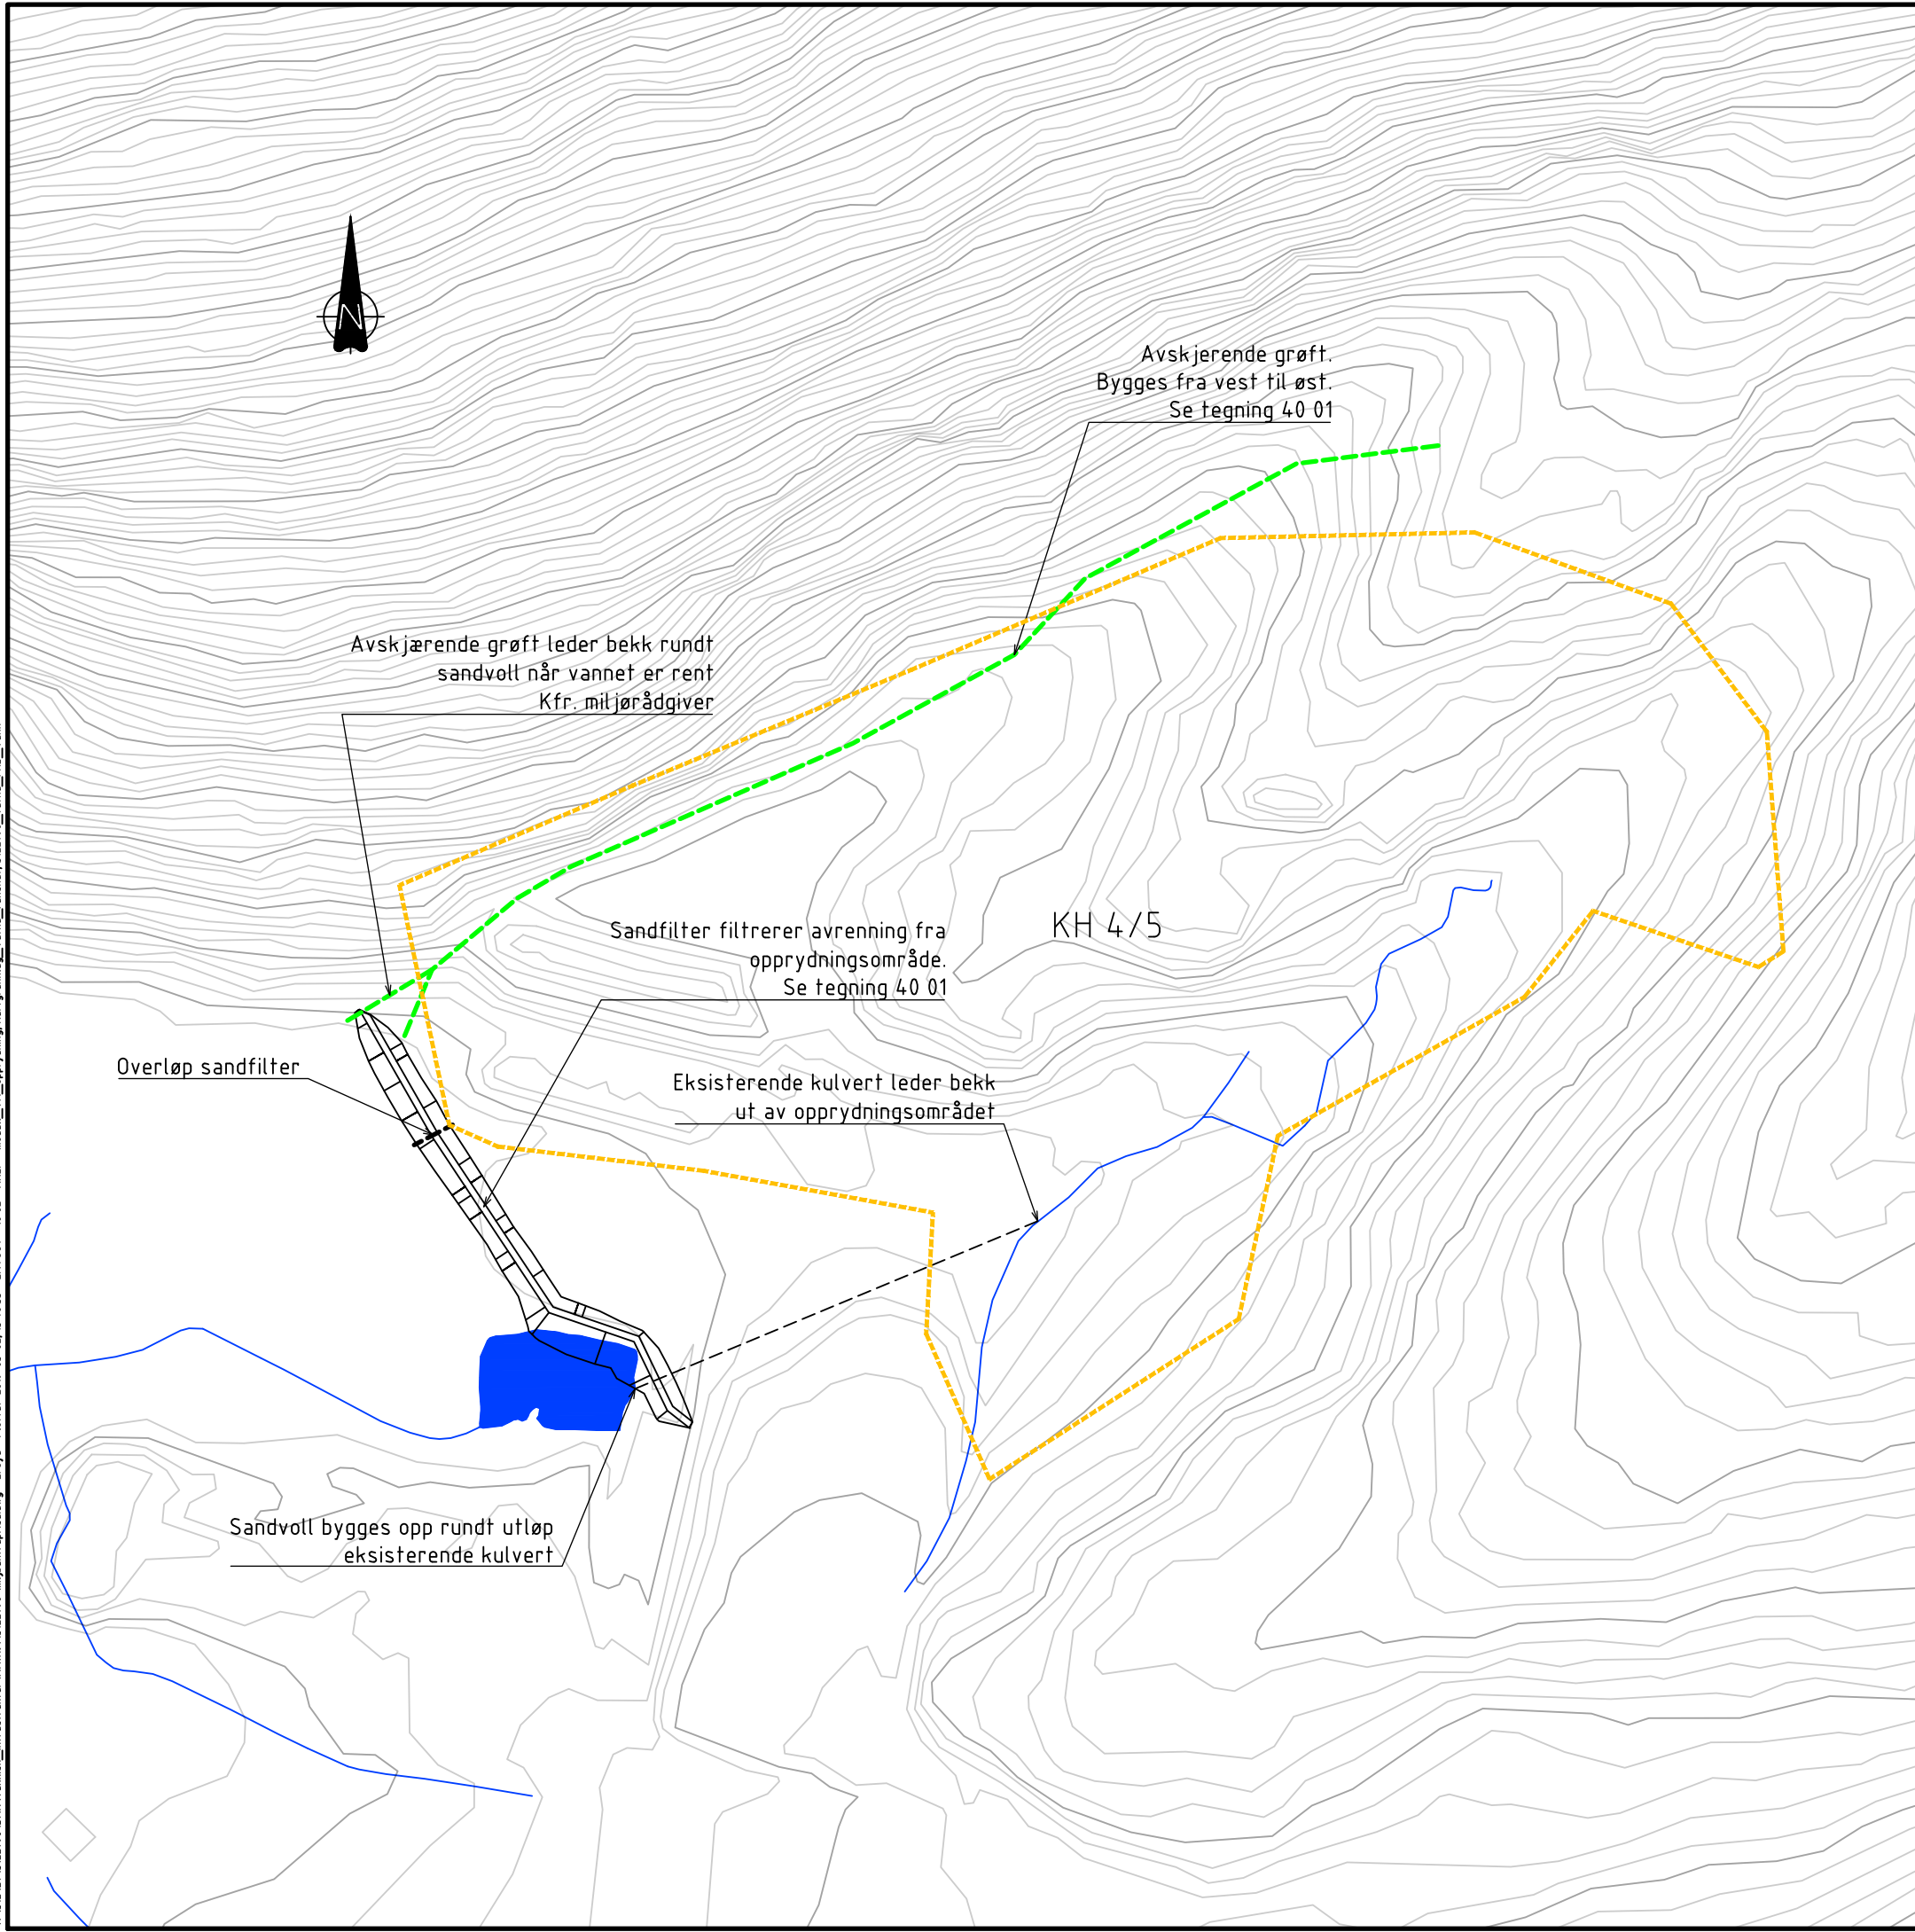 N
Avskjerende grøft.
Bygges fra vest til øst.
Se tegning 40 01
Avskjærende grøft leder bekk rundt
sandvoll når vannet er rent
Kfr. miljørådgiver
Sandfilter filtrerer avrenning fra
opprydningsområde.
Se tegning 40 01
KH 4/5
Overløp sandfilter
Eksisterende kulvert leder bekk
ut av opprydningsområdet
Sandvoll bygges opp rundt utløp
eksisterende kulvert